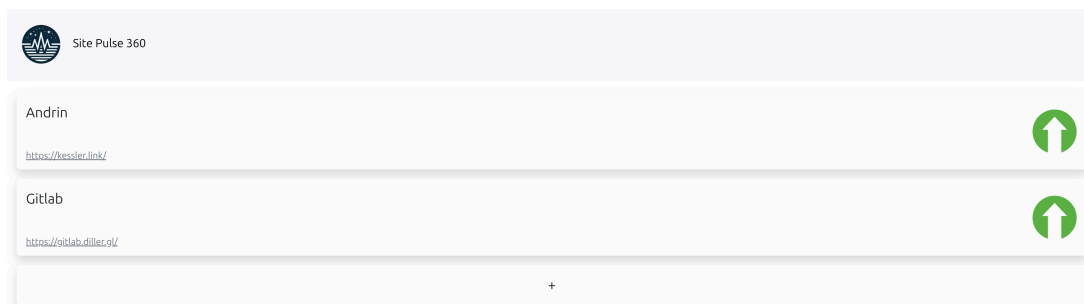 Site Pulse 360
Andrin
https://kessler.link/
Gitlab
https://gitlab.diller.gl/
+